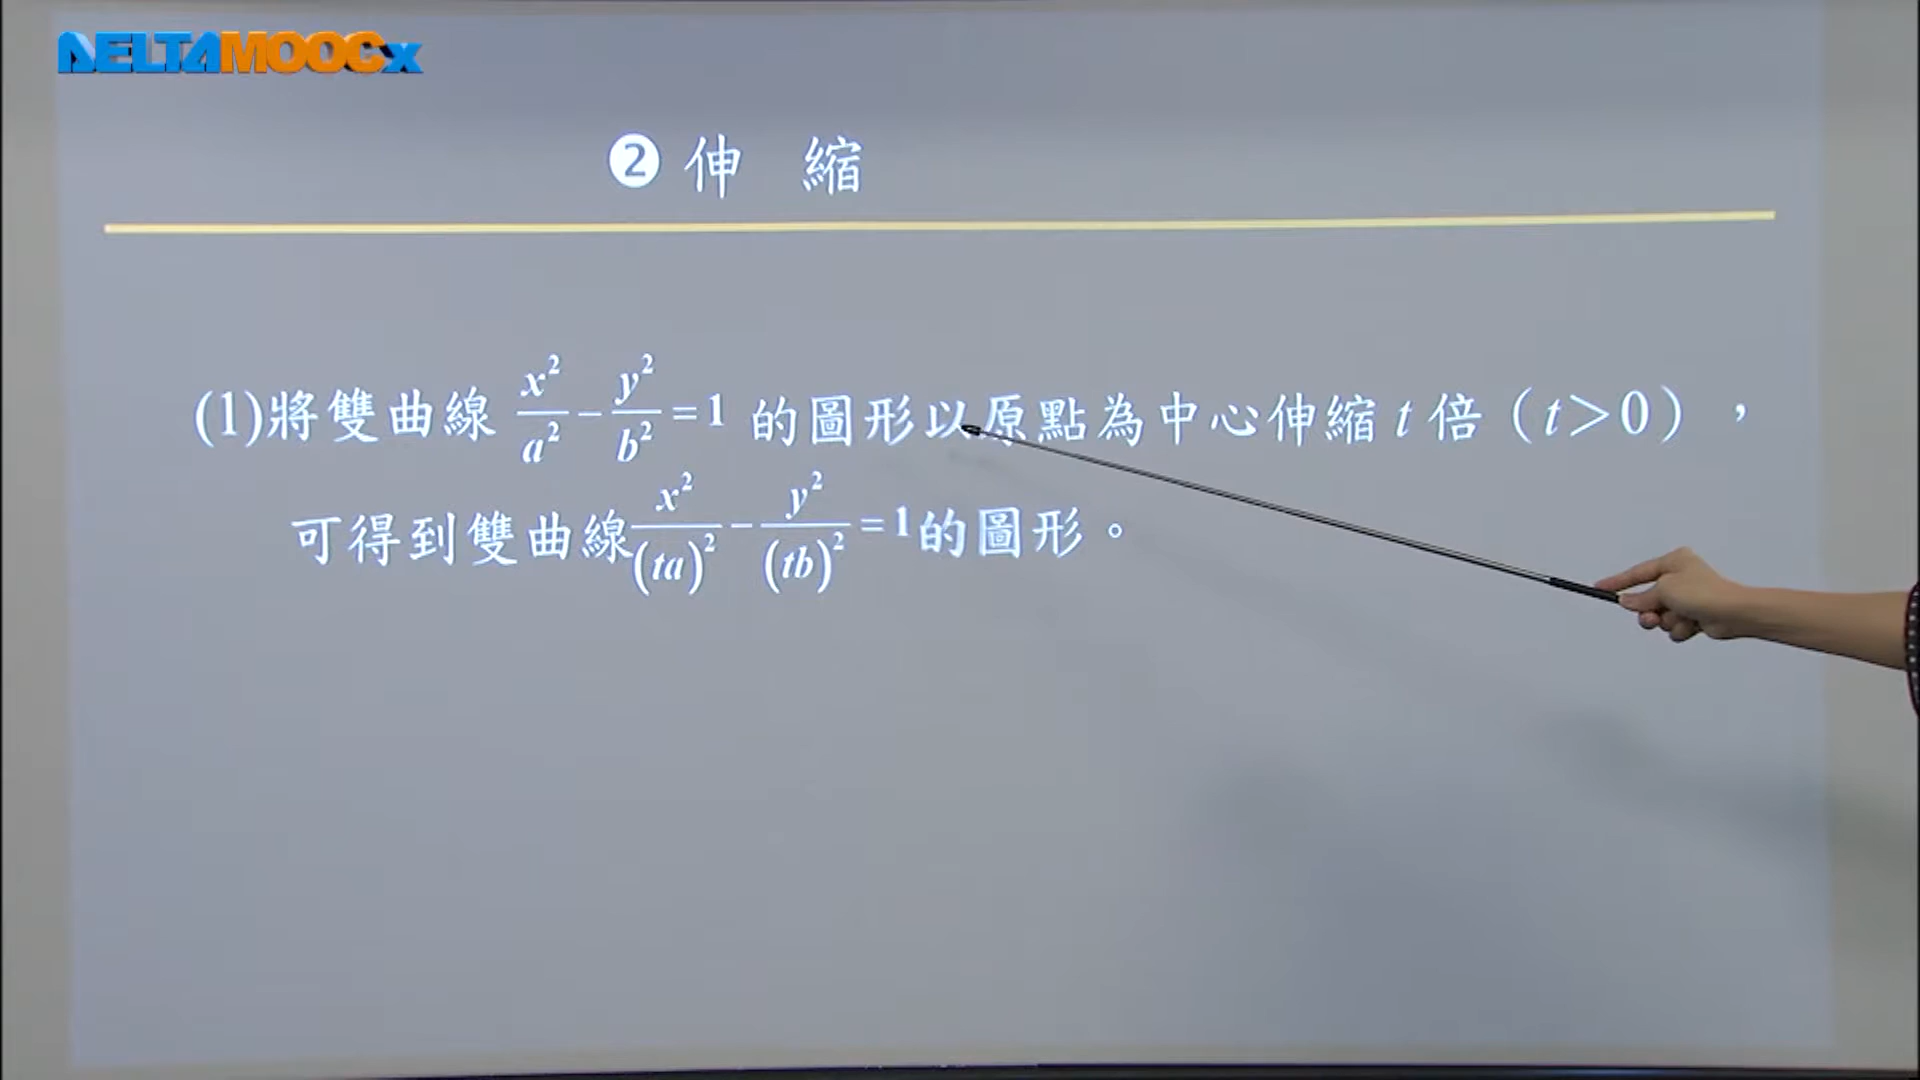 DELTAMOOCx
❷ 伸 縮
(1)將雙曲線 x²/a² − y²/b² = 1 的圖形以原點為中心伸縮 t 倍（t＞0），
可得到雙曲線 x²/(ta)² − y²/(tb)² = 1 的圖形。